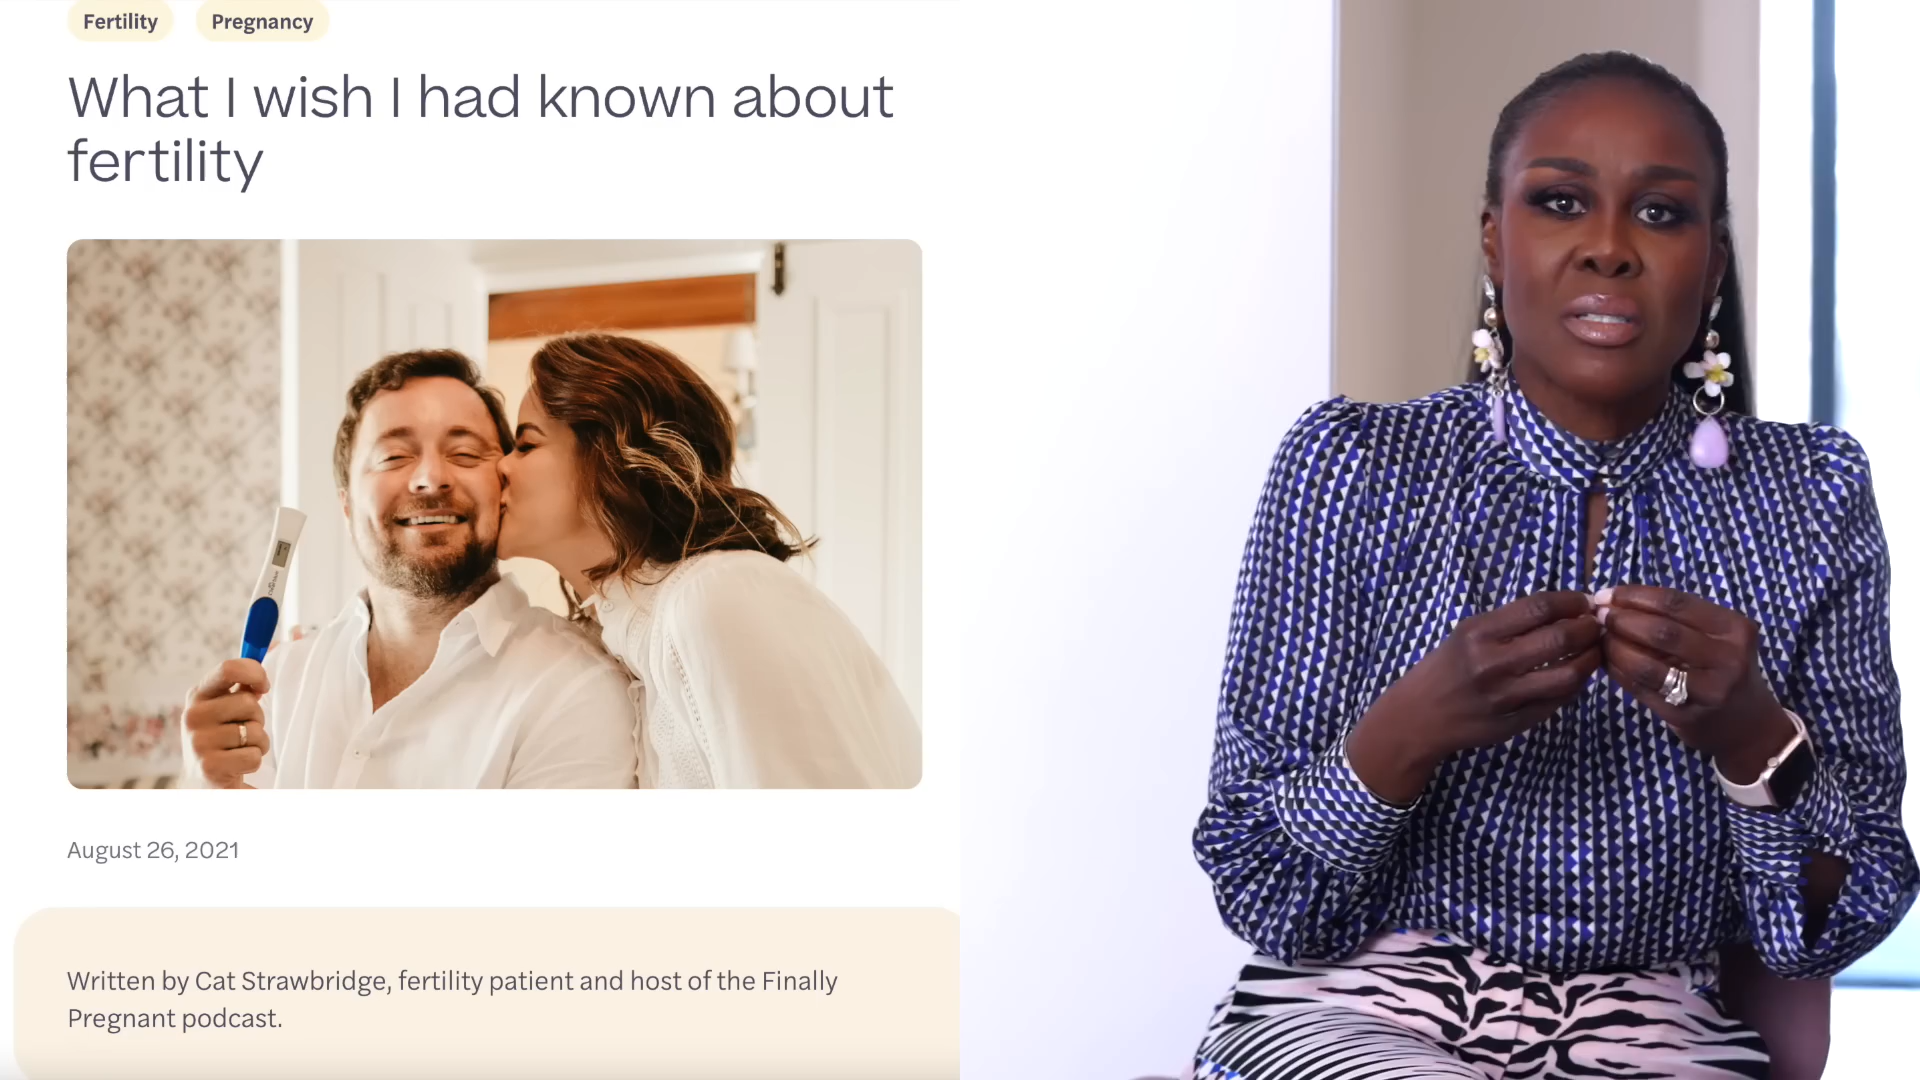 Fertility Pregnancy
What I wish I had known about
fertility
August 26, 2021
Written by Cat Strawbridge, fertility patient and host of the Finally
Pregnant podcast.